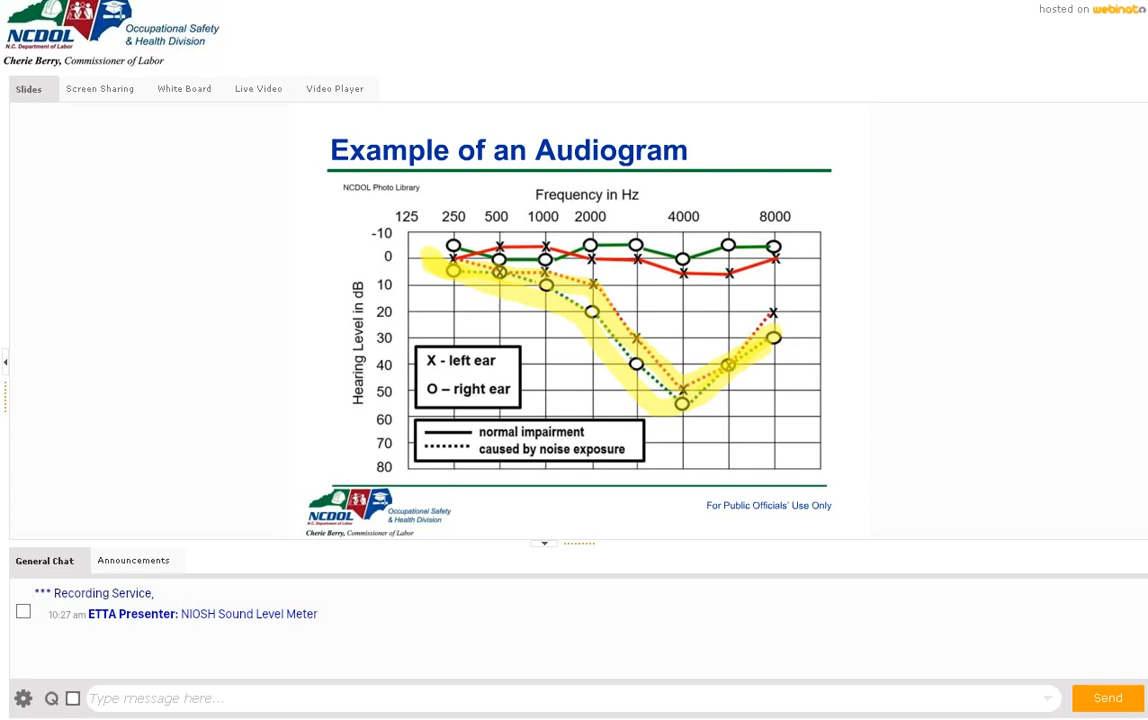 hosted on webinato
NCDOL
N.C. Department of Labor
Occupational Safety
& Health Division
Cherie Berry, Commissioner of Labor
Slides Screen Sharing White Board Live Video Video Player
Example of an Audiogram
NCDOL Photo Library
Frequency in Hz
125 250 500 1000 2000 4000 8000
Hearing Level in dB
-10
0
10
20
30
40
50
60
70
80
X - left ear
O – right ear
normal impairment
caused by noise exposure
NCDOL
N.C. Department of Labor
Occupational Safety
& Health Division
Cherie Berry, Commissioner of Labor
For Public Officials' Use Only
General Chat Announcements
*** Recording Service,
10:27 am ETTA Presenter: NIOSH Sound Level Meter
Type message here...
Send